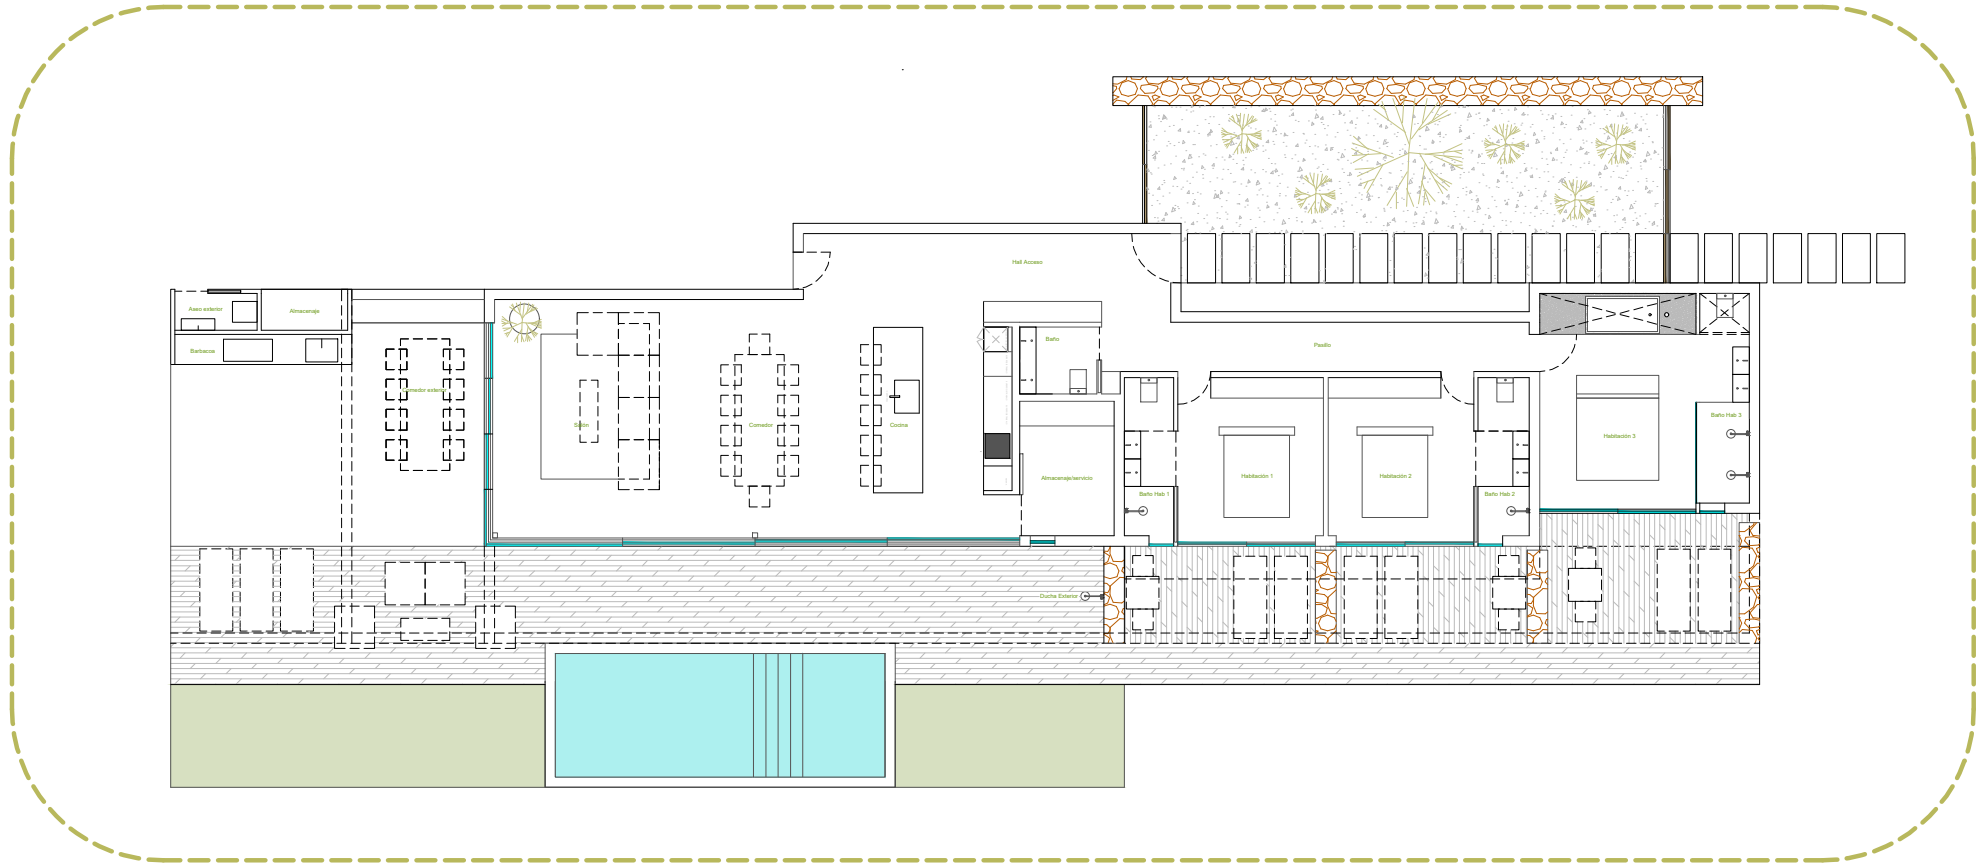 Hall Acceso
Aseo exterior
Almacenaje
Barbacoa
Comedor exterior
Salón
Comedor
Cocina
Baño
Pasillo
Almacenaje/servicio
Baño Hab 1
Habitación 1
Habitación 2
Baño Hab 2
Habitación 3
Baño Hab 3
Ducha Exterior